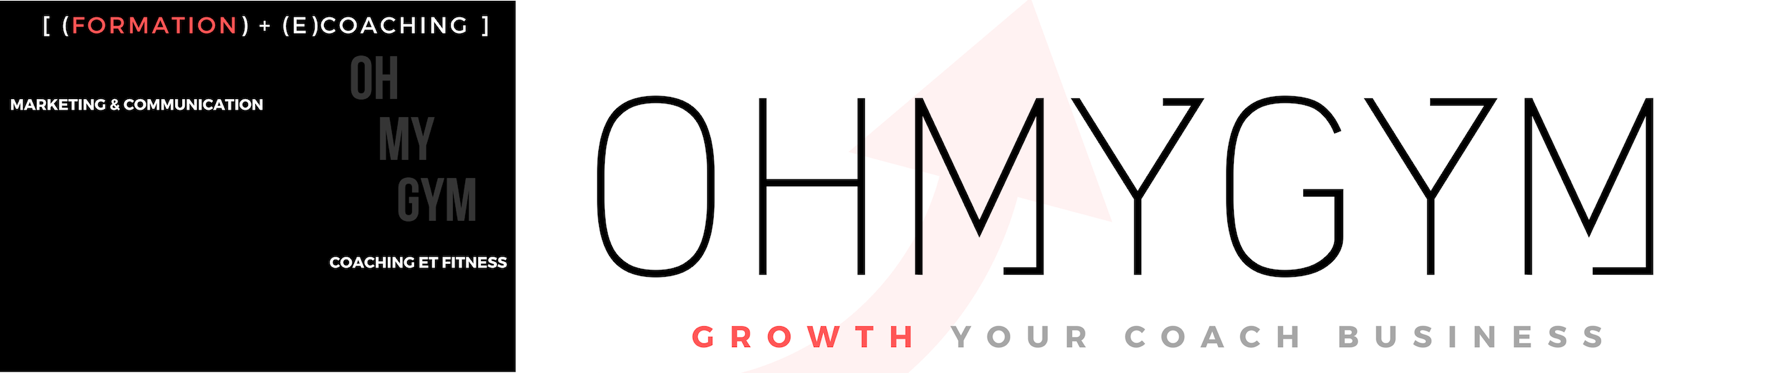 [ (FORMATION) + (E)COACHING ]
OH
MY
GYM
MARKETING & COMMUNICATION
COACHING ET FITNESS
OHMYGYM
GROWTH YOUR COACH BUSINESS